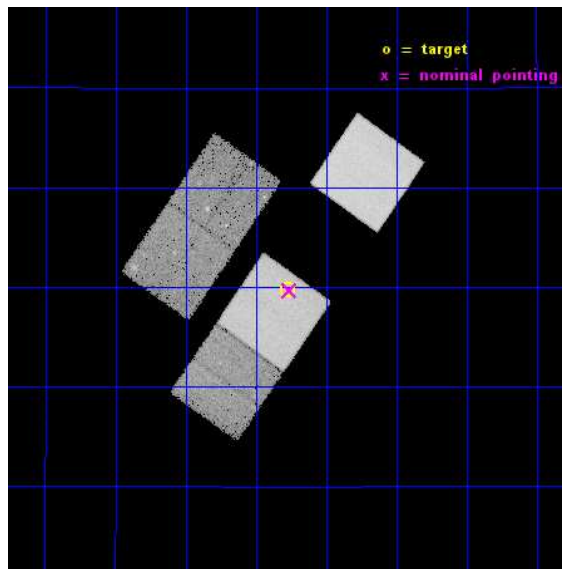 o = target
x = nominal pointing